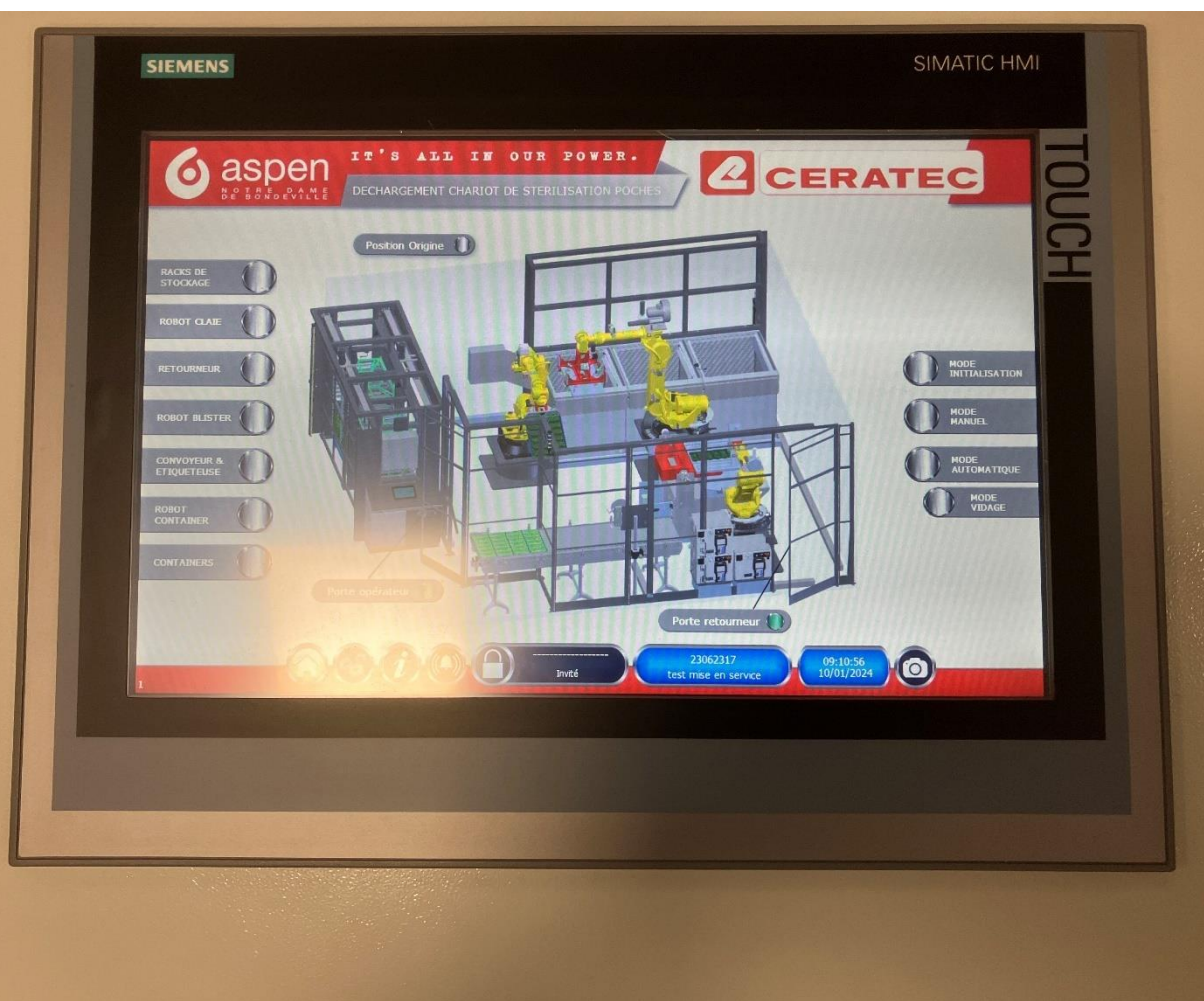 SIEMENS
SIMATIC HMI
TOUCH
aspen
NOTRE DAME
DE BONDEVILLE
IT'S ALL IN OUR POWER.
DECHARGEMENT CHARIOT DE STERILISATION POCHES
CERATEC
Position Origine
RACKS DE
STOCKAGE
ROBOT CLAIE
RETOURNEUR
ROBOT BLISTER
CONVOYEUR &
ETIQUETEUSE
ROBOT
CONTAINER
CONTAINERS
MODE
INITIALISATION
MODE
MANUEL
MODE
AUTOMATIQUE
MODE
VIDAGE
Porte opérateur
Porte retourneur
Invité
23062317
test mise en service
09:10:56
10/01/2024
1